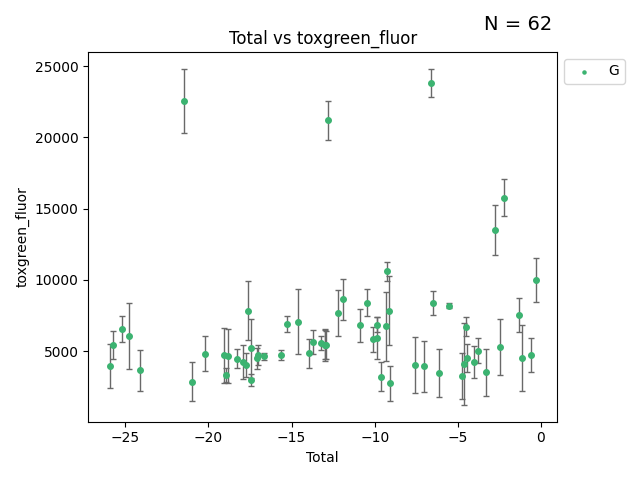 N = 62
Total vs toxgreen_fluor
G
toxgreen_fluor
25000
20000
15000
10000
5000
−25 −20 −15 −10 −5 0
Total